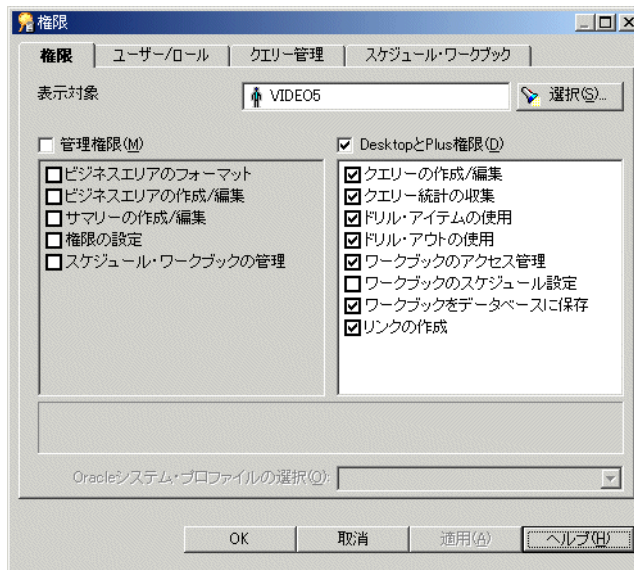 権限
権限 ユーザー/ロール クエリー管理 スケジュール・ワークブック
表示対象 VIDEO5 選択(S)...
管理権限(M)
ビジネスエリアのフォーマット
ビジネスエリアの作成/編集
サマリーの作成/編集
権限の設定
スケジュール・ワークブックの管理
DesktopとPlus権限(D)
クエリーの作成/編集
クエリー統計の収集
ドリル・アイテムの使用
ドリル・アウトの使用
ワークブックのアクセス管理
ワークブックのスケジュール設定
ワークブックをデータベースに保存
リンクの作成
Oracleシステム・プロファイルの選択(O):
OK 取消 適用(A) ヘルプ(H)